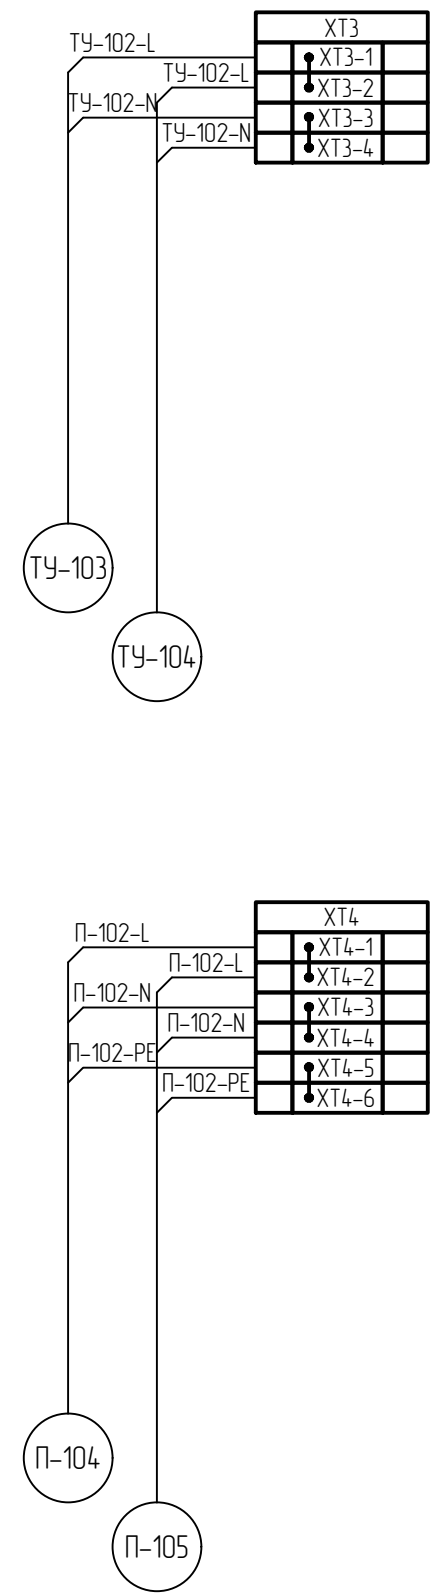 XT3
ТУ-102-L
XT3-1
ТУ-102-L
XT3-2
ТУ-102-N
XT3-3
ТУ-102-N
XT3-4
ТУ-103
ТУ-104
XT4
П-102-L
XT4-1
П-102-L
XT4-2
П-102-N
XT4-3
П-102-N
XT4-4
П-102-PE
XT4-5
П-102-PE
XT4-6
П-104
П-105